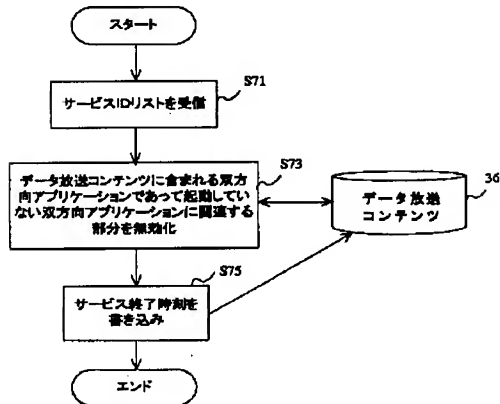 スタート
S71
サービスIDリストを受信
S73
データ放送コンテンツに含まれる双方
向アプリケーションであって起動してい
ない双方向アプリケーションに関連する
部分を無効化
36
データ放送
コンテンツ
S75
サービス終了時刻を
書き込み
エンド